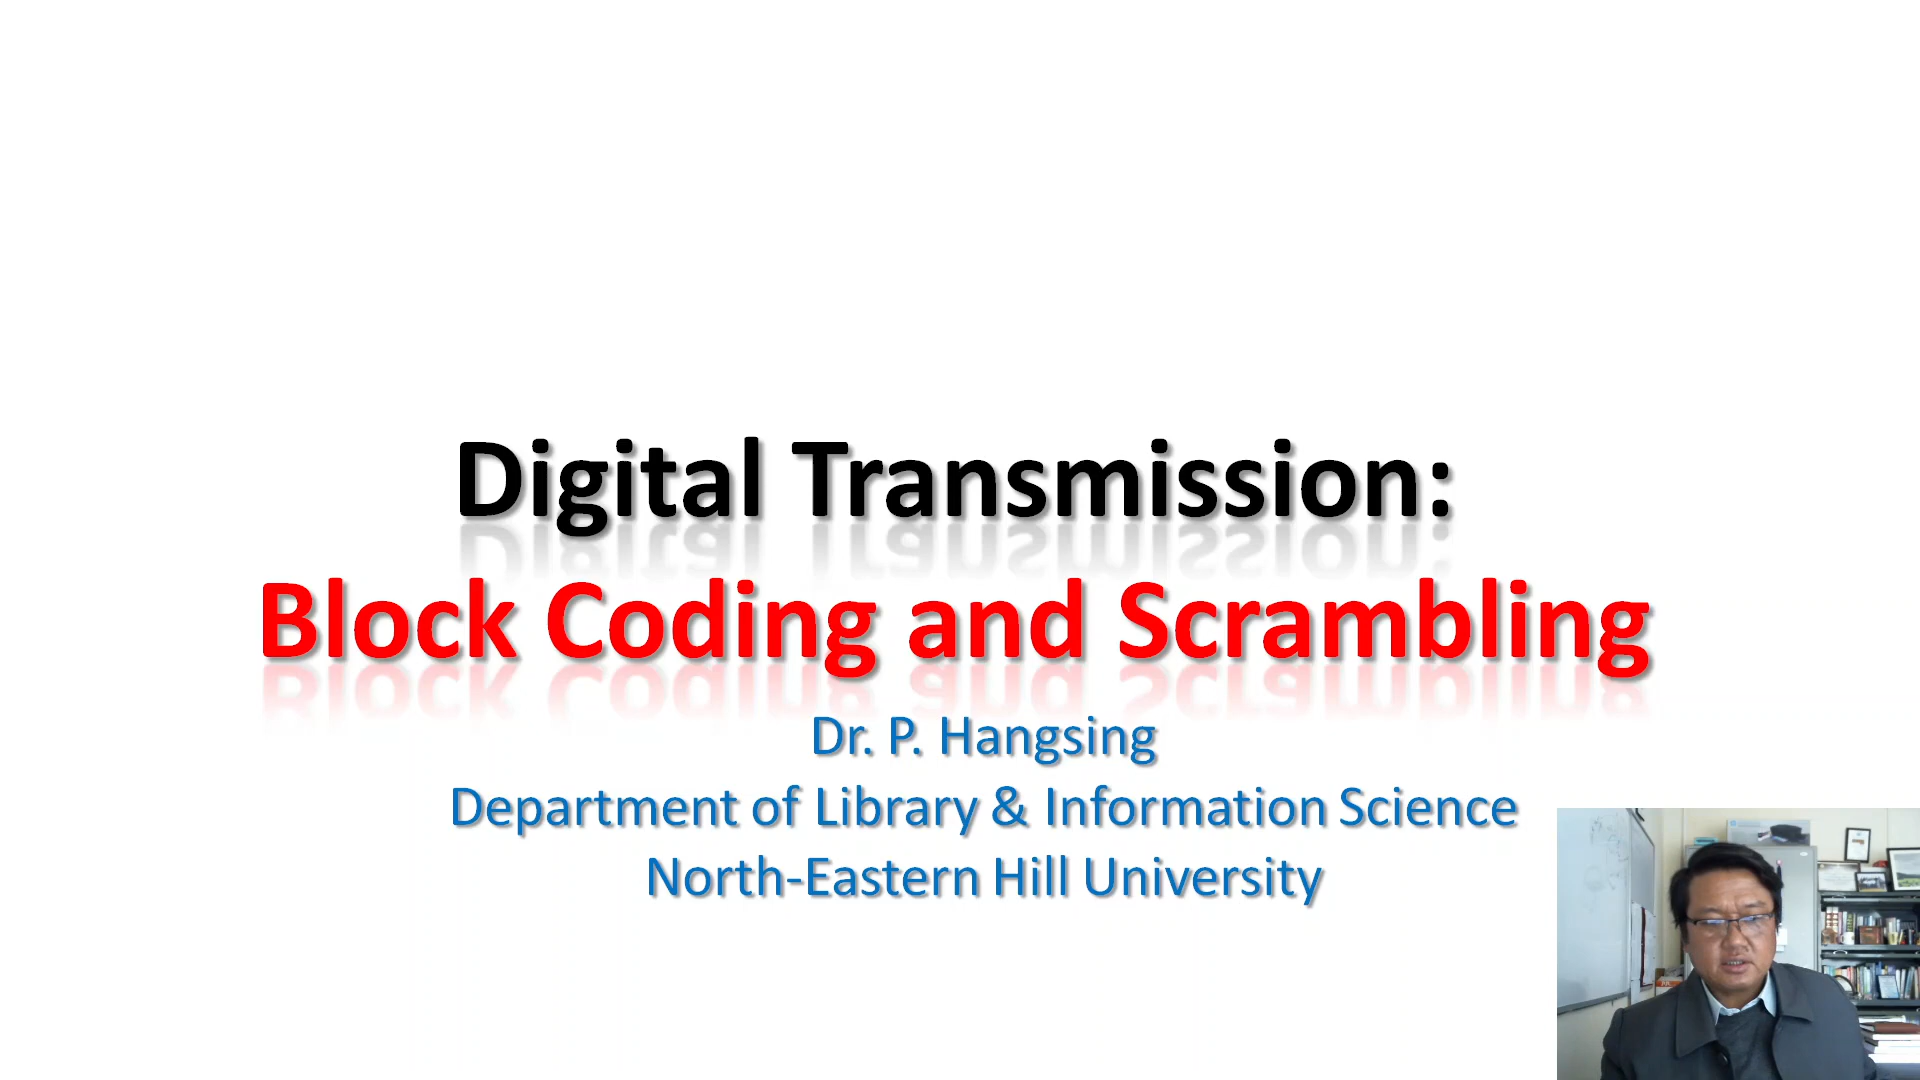 Digital Transmission:
Block Coding and Scrambling
Dr. P. Hangsing
Department of Library & Information Science
North-Eastern Hill University